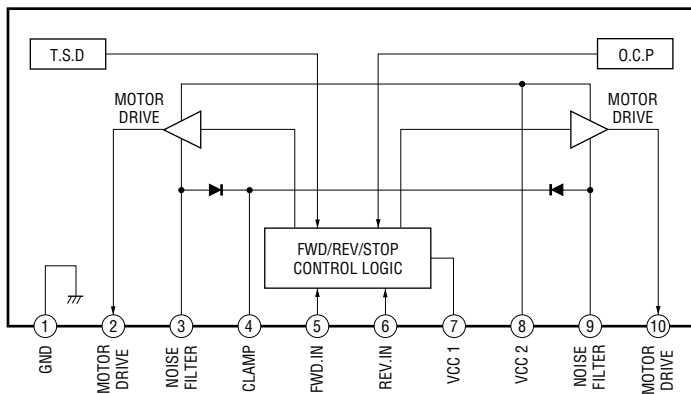 T.S.D
O.C.P
MOTOR
DRIVE
MOTOR
DRIVE
FWD/REV/STOP
CONTROL LOGIC
1
2
3
4
5
6
7
8
9
10
GND
MOTOR
DRIVE
NOISE
FILTER
CLAMP
FWD.IN
REV.IN
VCC 1
VCC 2
NOISE
FILTER
MOTOR
DRIVE